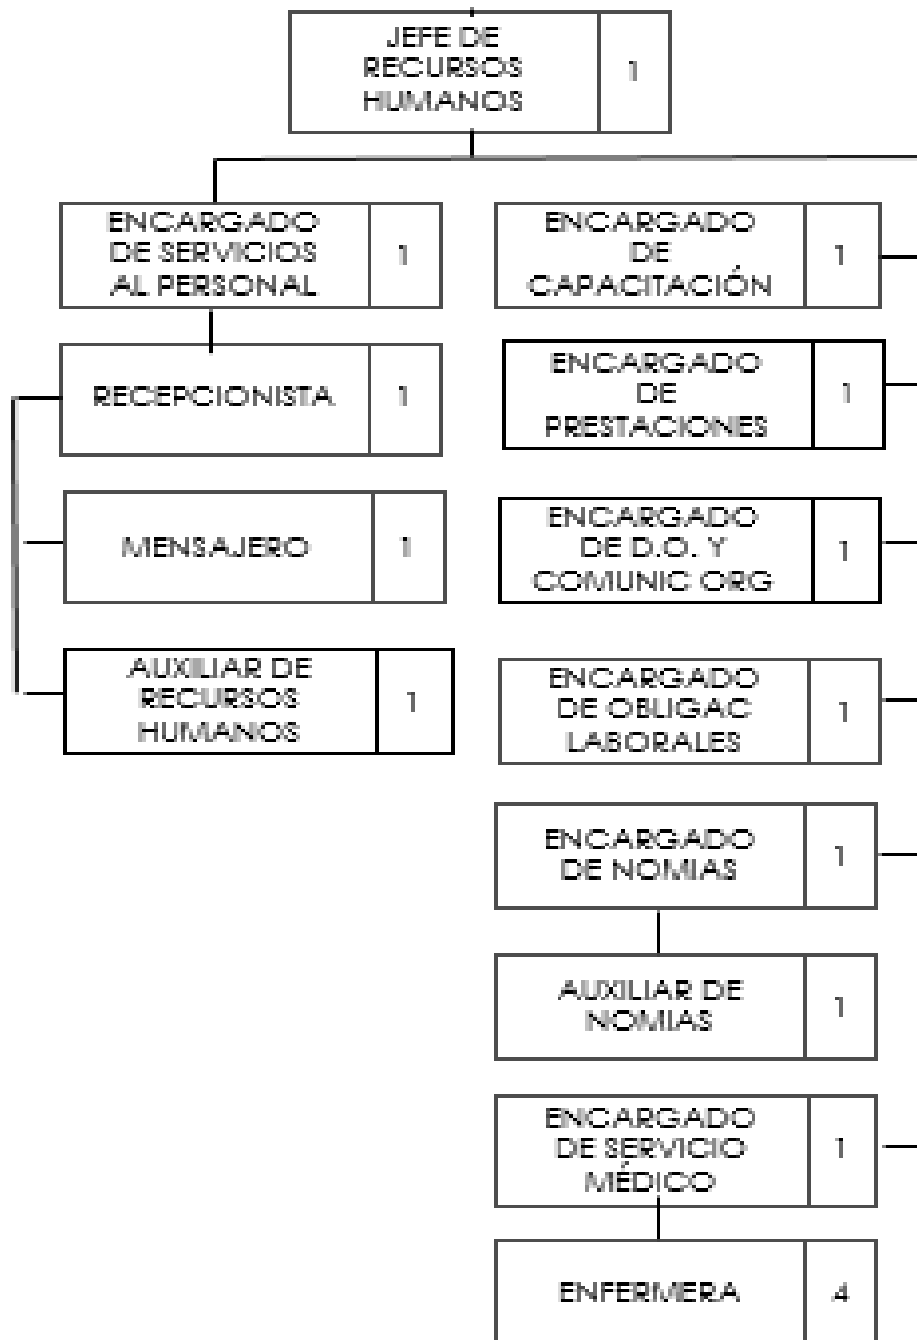 JEFE DE
RECURSOS
HUMANOS
1
ENCARGADO
DE SERVICIOS
AL PERSONAL
1
RECEPCIONISTA
1
MENSAJERO
1
AUXILIAR DE
RECURSOS
HUMANOS
1
ENCARGADO
DE
CAPACITACIÓN
1
ENCARGADO
DE
PRESTACIONES
1
ENCARGADO
DE D.O. Y
COMUNIC ORG
1
ENCARGADO
DE OBLIGAC
LABORALES
1
ENCARGADO
DE NOMIAS
1
AUXILIAR DE
NOMIAS
1
ENCARGADO
DE SERVICIO
MÉDICO
1
ENFERMERA
4